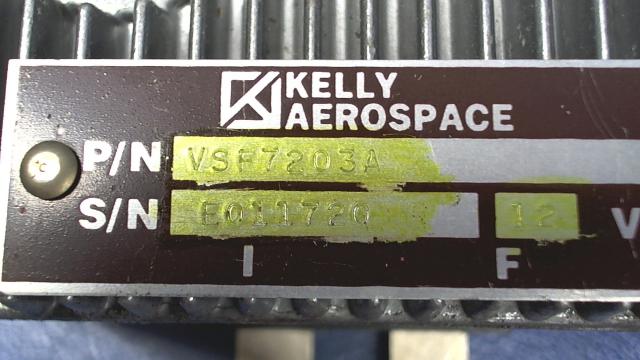 KELLY
AEROSPACE
P/N VSF7203A
S/N E011720 12 V
I F